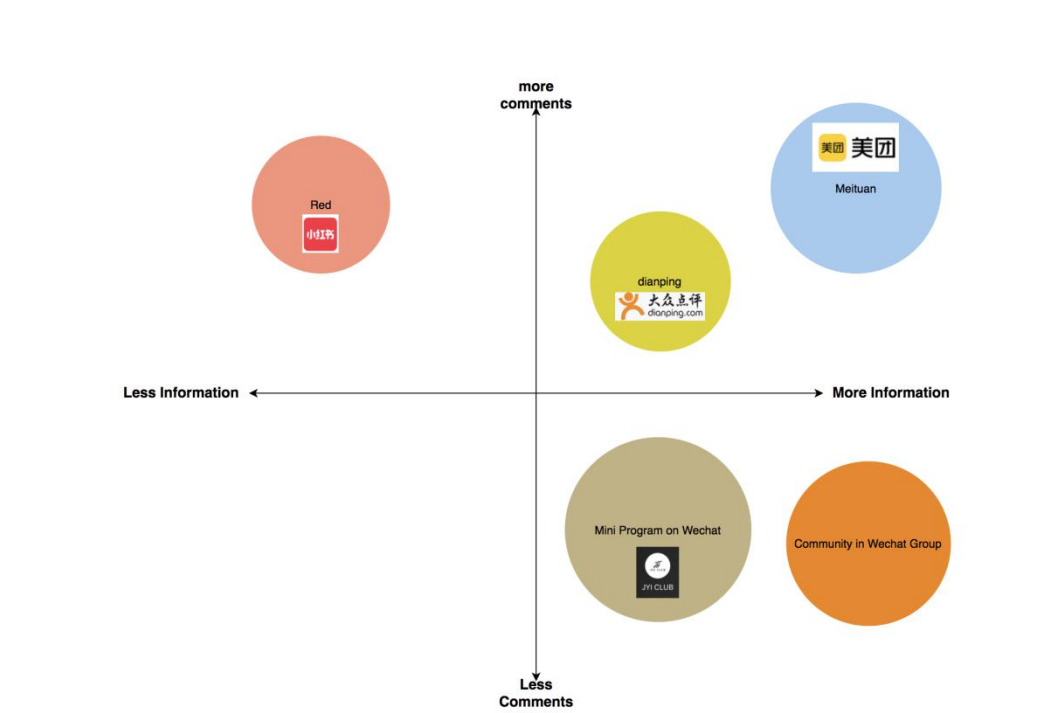 more
comments
美团 美团
Meituan
Red
小红书
dianping
大众点评
dianping.com
Less Information
More Information
Mini Program on Wechat
JYI CLUB
Community in Wechat Group
Less
Comments